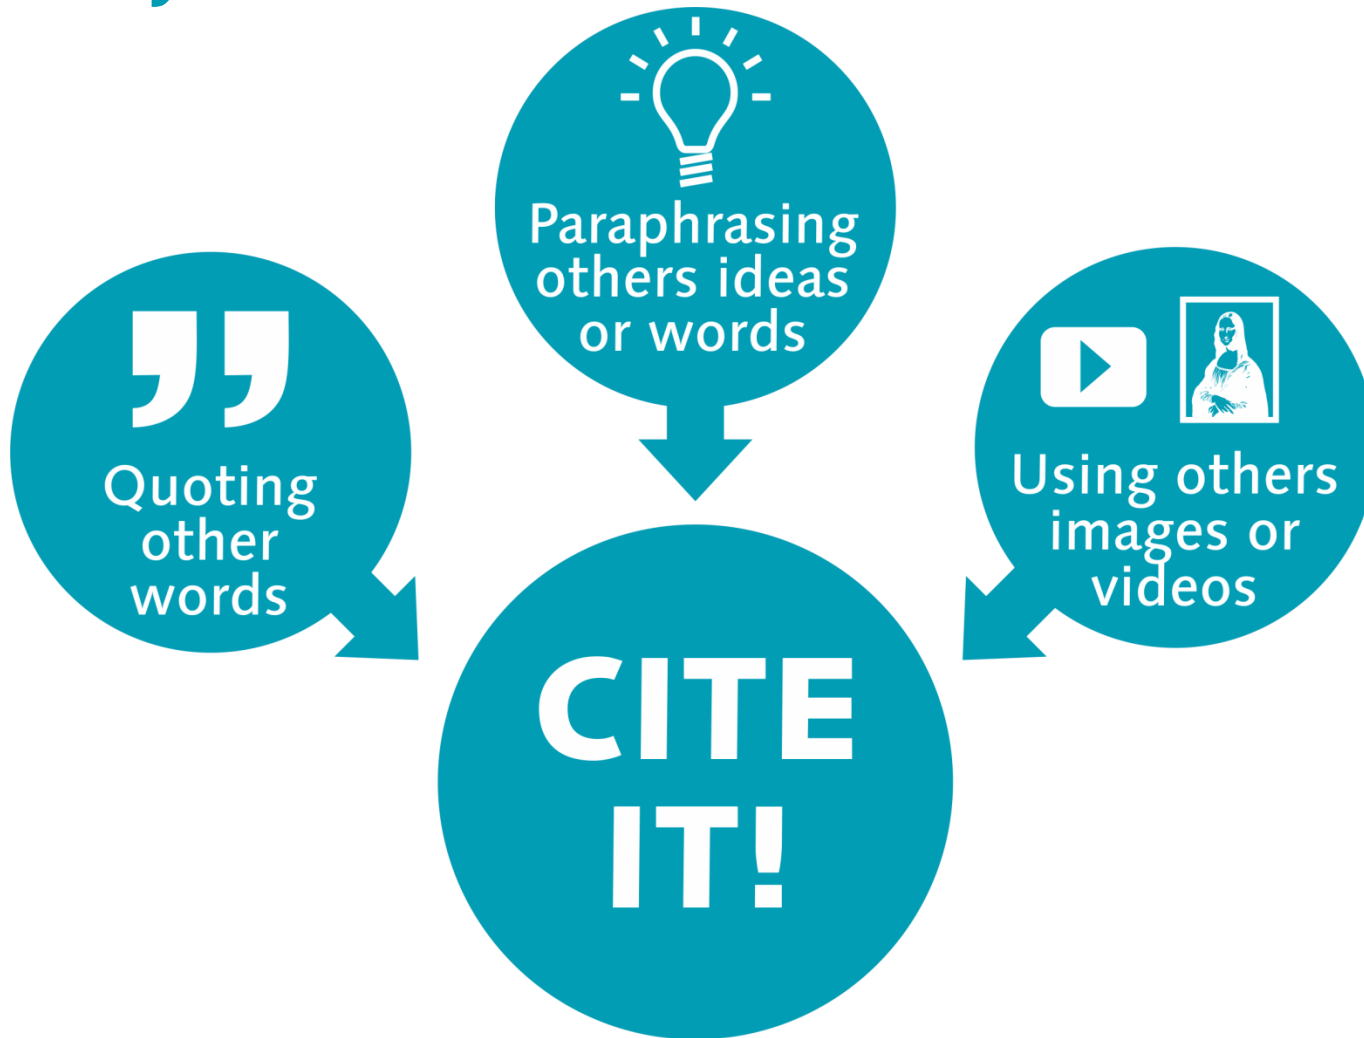 Paraphrasing
others ideas
or words
Quoting
other
words
Using others
images or
videos
CITE
IT!